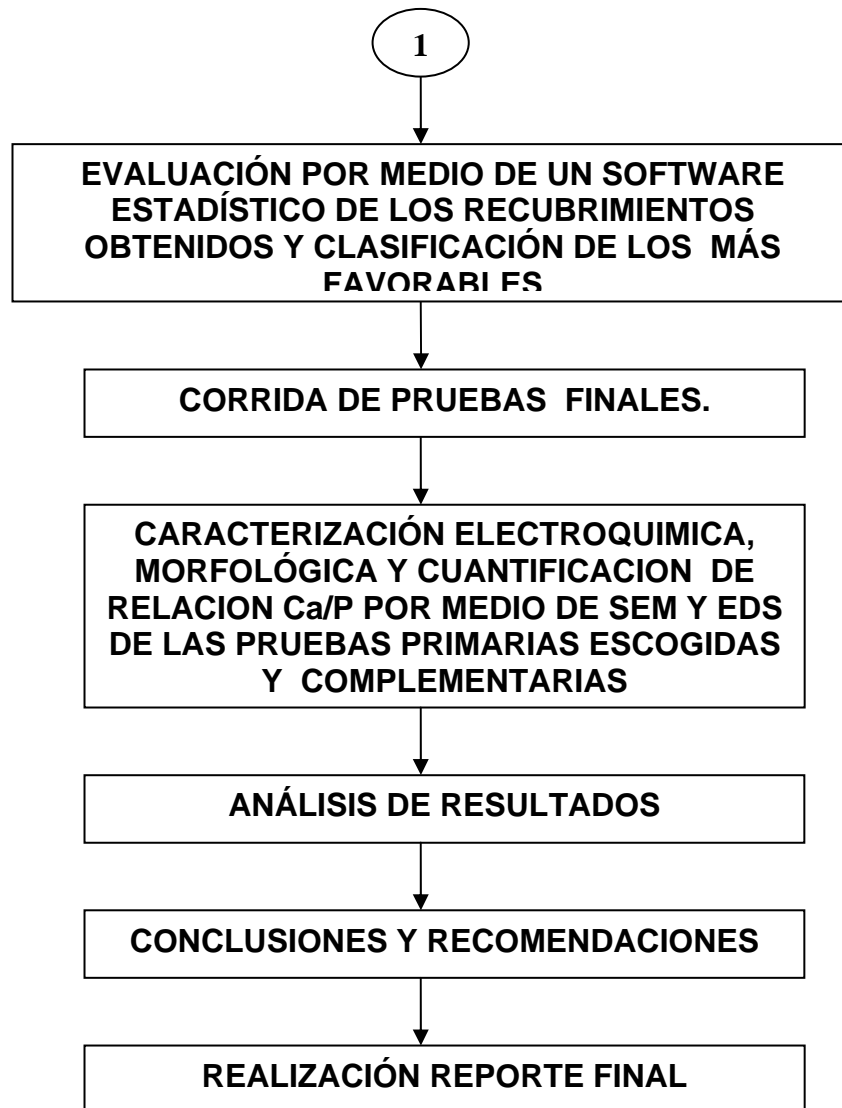 1
EVALUACIÓN POR MEDIO DE UN SOFTWARE
ESTADÍSTICO DE LOS RECUBRIMIENTOS
OBTENIDOS Y CLASIFICACIÓN DE LOS MÁS
FAVORABLES
CORRIDA DE PRUEBAS FINALES.
CARACTERIZACIÓN ELECTROQUIMICA,
MORFOLÓGICA Y CUANTIFICACION DE
RELACION Ca/P POR MEDIO DE SEM Y EDS
DE LAS PRUEBAS PRIMARIAS ESCOGIDAS
Y COMPLEMENTARIAS
ANÁLISIS DE RESULTADOS
CONCLUSIONES Y RECOMENDACIONES
REALIZACIÓN REPORTE FINAL